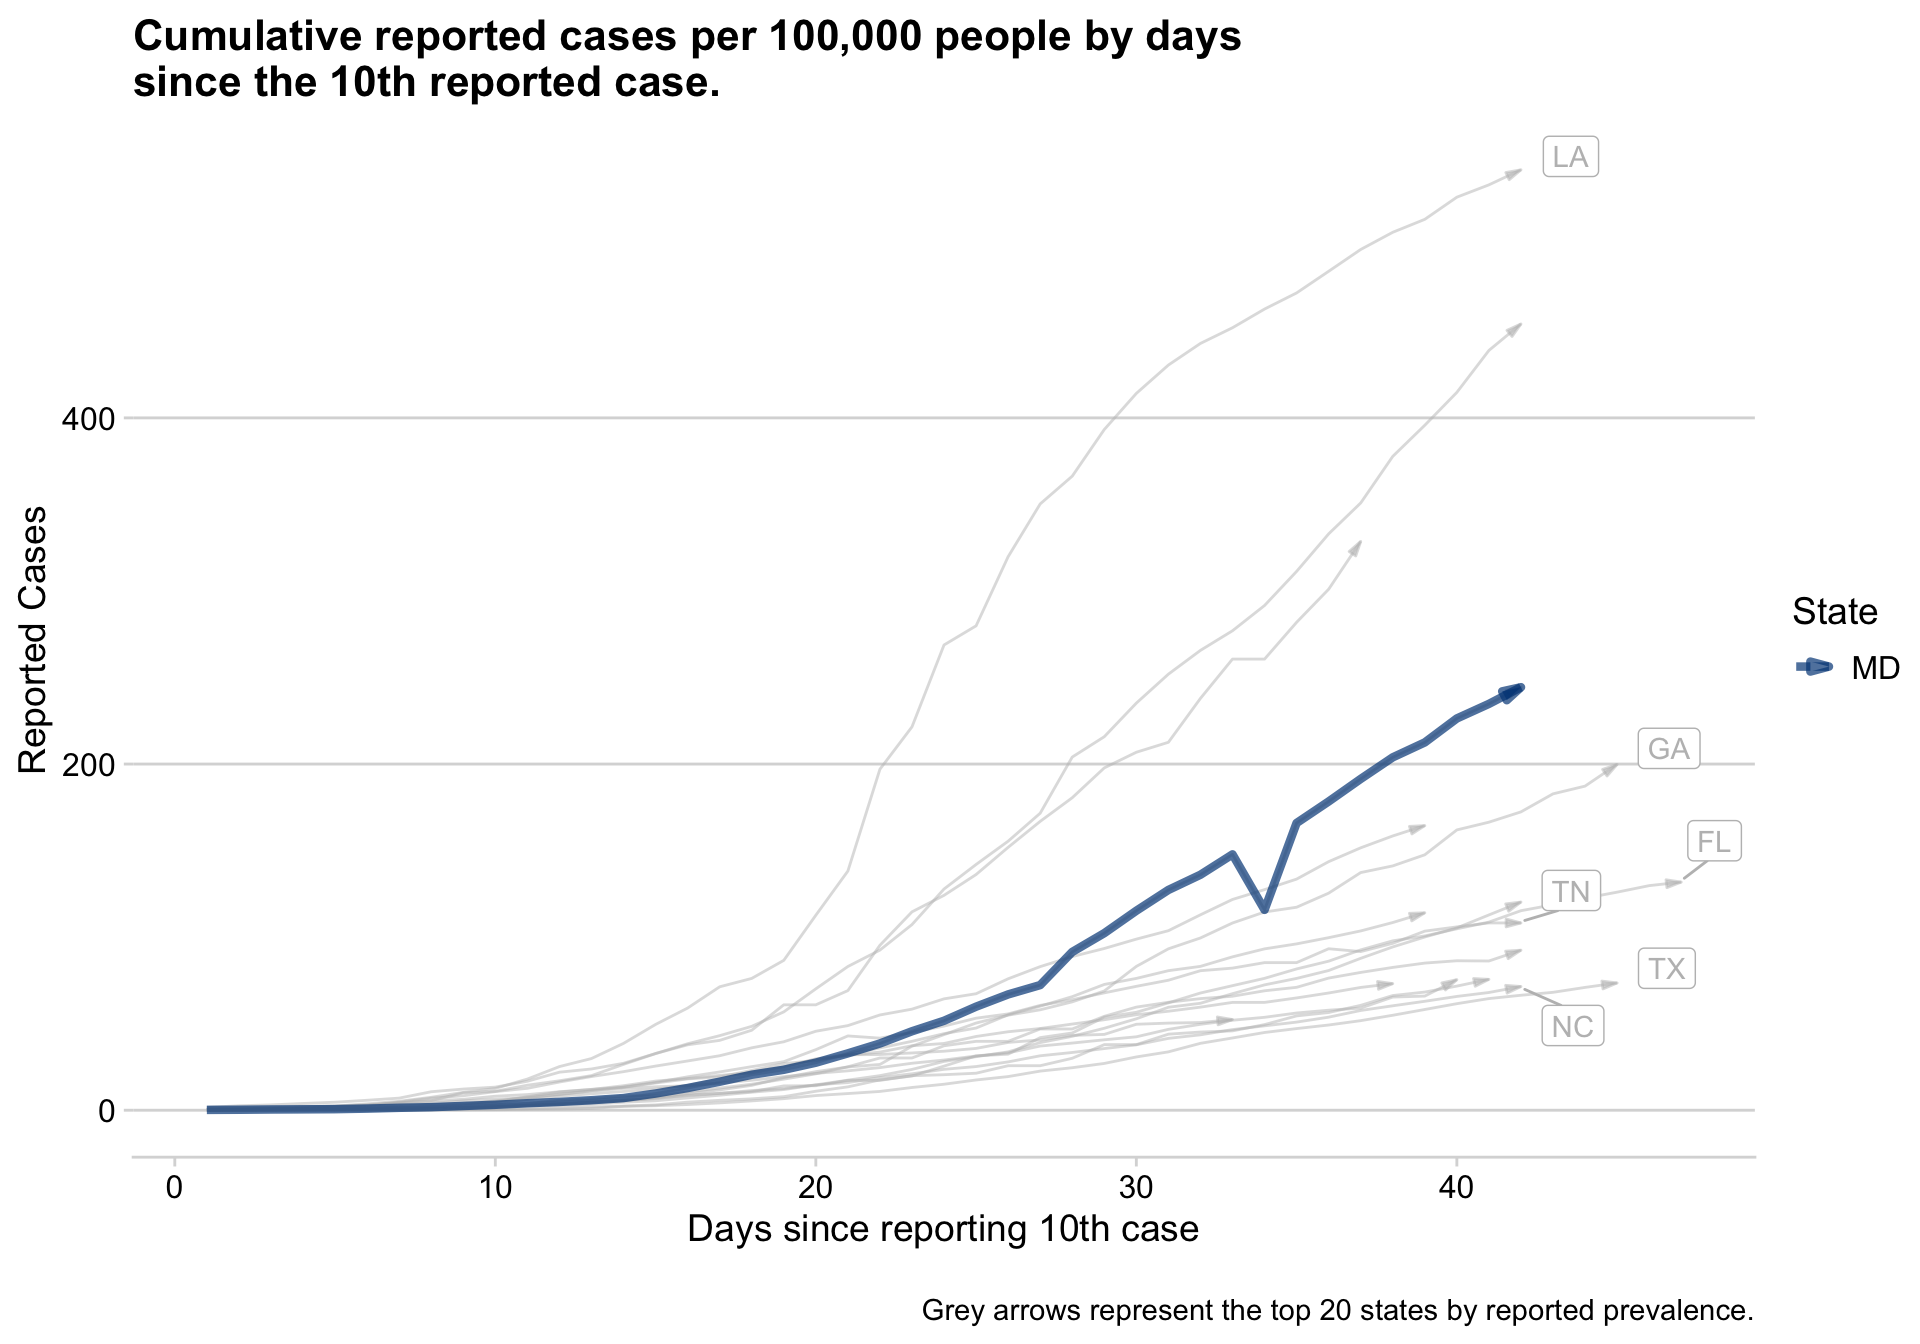 Cumulative reported cases per 100,000 people by days
since the 10th reported case.
LA
400
Reported Cases
State
MD
GA
200
FL
TN
TX
NC
0
0 10 20 30 40
Days since reporting 10th case
Grey arrows represent the top 20 states by reported prevalence.